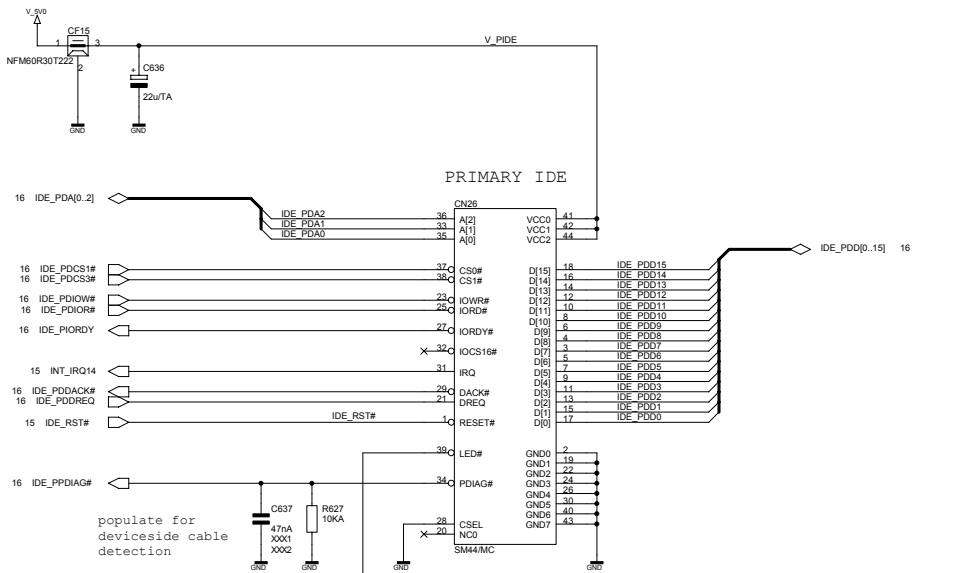 V_5V0
CF15
1
3
2
NFM60R30T222
V_PIDE
+
C636
22u/TA
GND
GND
PRIMARY IDE
CN26
16 IDE_PDA[0..2]
IDE_PDA2 36 A[2]
IDE_PDA1 33 A[1]
IDE_PDA0 35 A[0]
VCC0 41
VCC1 42
VCC2 44
IDE_PDD[0..15] 16
16 IDE_PDCS1# 37 CS0#
16 IDE_PDCS3# 38 CS1#
16 IDE_PDIOW# 23 IOWR#
16 IDE_PDIOR# 25 IORD#
16 IDE_PIORDY 27 IORDY#
32 IOCS16#
15 INT_IRQ14 31 IRQ
16 IDE_PDDACK# 29 DACK#
16 IDE_PDDREQ 21 DREQ
15 IDE_RST# IDE_RST# 1 RESET#
39 LED#
16 IDE_PPDIAG# 34 PDIAG#
D[15] 18 IDE_PDD15
D[14] 16 IDE_PDD14
D[13] 14 IDE_PDD13
D[12] 12 IDE_PDD12
D[11] 10 IDE_PDD11
D[10] 8 IDE_PDD10
D[9] 6 IDE_PDD9
D[8] 4 IDE_PDD8
D[7] 3 IDE_PDD7
D[6] 5 IDE_PDD6
D[5] 7 IDE_PDD5
D[4] 9 IDE_PDD4
D[3] 11 IDE_PDD3
D[2] 13 IDE_PDD2
D[1] 15 IDE_PDD1
D[0] 17 IDE_PDD0
GND0 2
GND1 19
GND2 22
GND3 24
GND4 26
GND5 30
GND6 40
GND7 43
C637
47nA
XXX1
XXX2
R627
10KA
populate for
deviceside cable
detection
28 CSEL
20 NC0
SM44/MC
GND
GND
GND
GND